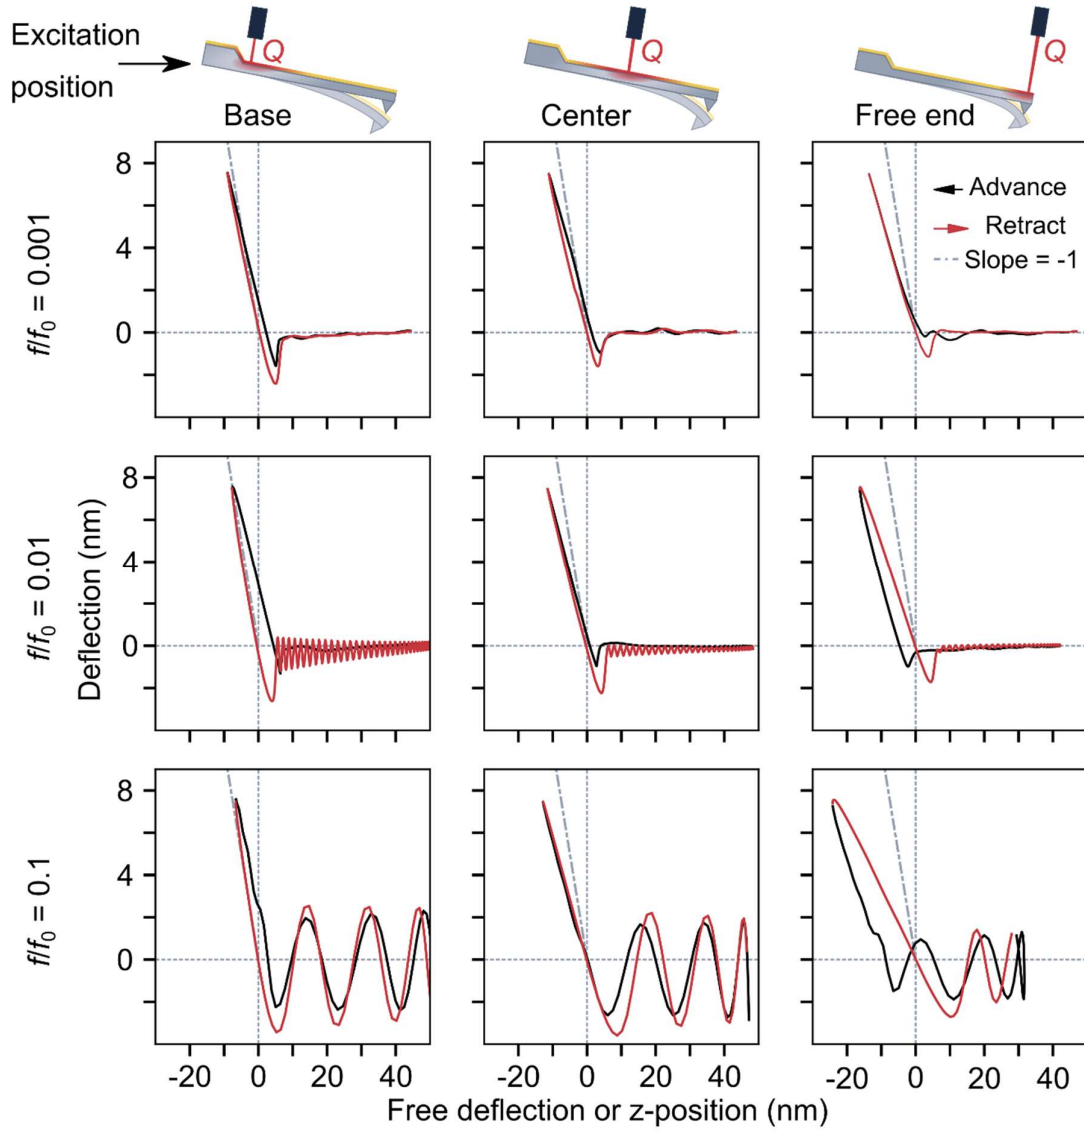 Excitation
position
Q
Q
Q
Base
Center
Free end
8
4
0
f/f0 = 0.001
Advance
Retract
Slope = -1
8
4
0
f/f0 = 0.01
Deflection (nm)
8
4
0
f/f0 = 0.1
-20 0 20 40
-20 0 20 40
-20 0 20 40
Free deflection or z-position (nm)